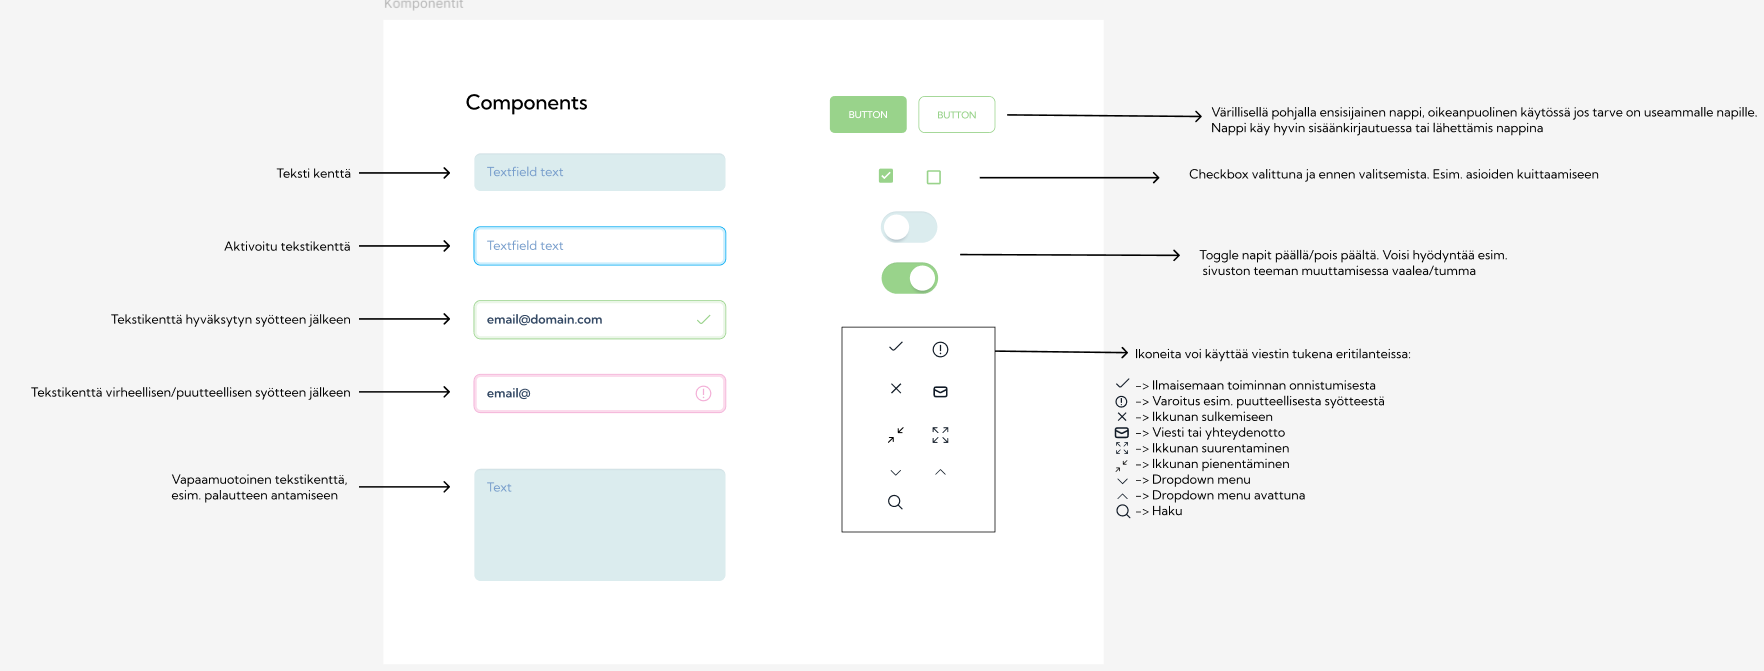 Komponentit
Components
Teksti kenttä
Textfield text
Aktivoitu tekstikenttä
Textfield text
Tekstikenttä hyväksytyn syötteen jälkeen
email@domain.com
Tekstikenttä virheellisen/puutteellisen syötteen jälkeen
email@
Vapaamuotoinen tekstikenttä,
esim. palautteen antamiseen
Text
BUTTON
BUTTON
Värillisellä pohjalla ensisijainen nappi, oikeanpuolinen käytössä jos tarve on useammalle napille.
Nappi käy hyvin sisäänkirjautuessa tai lähettämis nappina
Checkbox valittuna ja ennen valitsemista. Esim. asioiden kuittaamiseen
Toggle napit päällä/pois päältä. Voisi hyödyntää esim.
sivuston teeman muuttamisessa vaalea/tumma
Ikoneita voi käyttää viestin tukena eritilanteissa:
-> Ilmaisemaan toiminnan onnistumisesta
-> Varoitus esim. puutteellisesta syötteestä
-> Ikkunan sulkemiseen
-> Viesti tai yhteydenotto
-> Ikkunan suurentaminen
-> Ikkunan pienentäminen
-> Dropdown menu
-> Dropdown menu avattuna
-> Haku